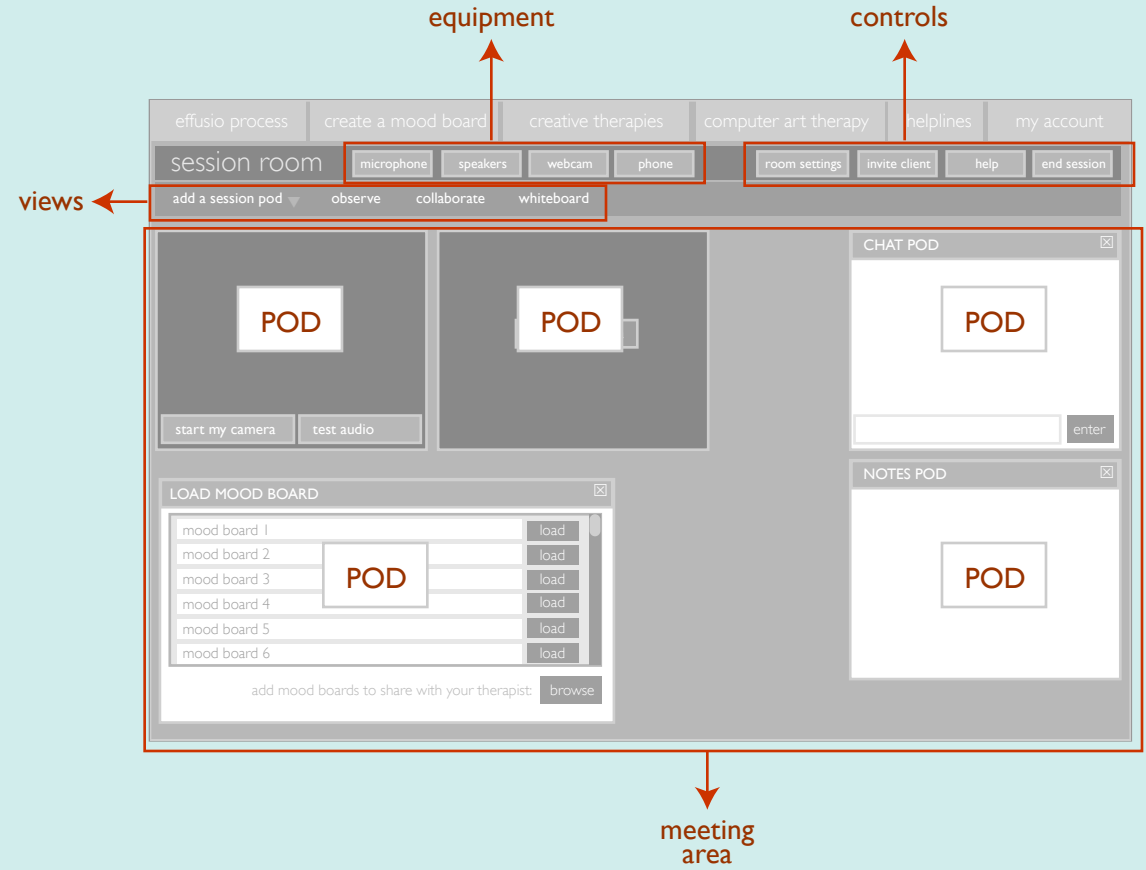 equipment
controls
effusio process
create a mood board
creative therapies
computer art therapy
helplines
my account
session room
microphone
speakers
webcam
phone
room settings
invite client
help
end session
views
add a session pod
observe
collaborate
whiteboard
POD
start my camera
test audio
POD
CHAT POD
POD
enter
LOAD MOOD BOARD
mood board 1
load
mood board 2
load
mood board 3
load
mood board 4
load
mood board 5
load
mood board 6
load
POD
add mood boards to share with your therapist:
browse
NOTES POD
POD
meeting
area